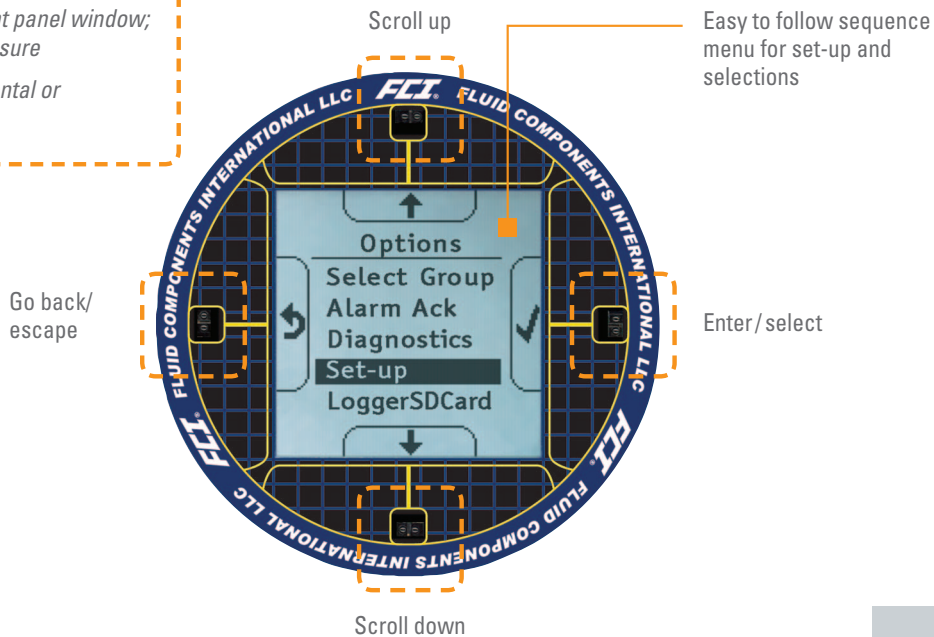 t panel window;
sure
ntal or
Scroll up
Easy to follow sequence
menu for set-up and
selections
FCI® FLUID COMPONENTS INTERNATIONAL LLC
FCI® FLUID COMPONENTS INTERNATIONAL LLC
FCI® FLUID COMPONENTS INTERNATIONAL LLC
Options
Select Group
Alarm Ack
Diagnostics
Set-up
LoggerSDCard
Go back/
escape
Enter / select
Scroll down